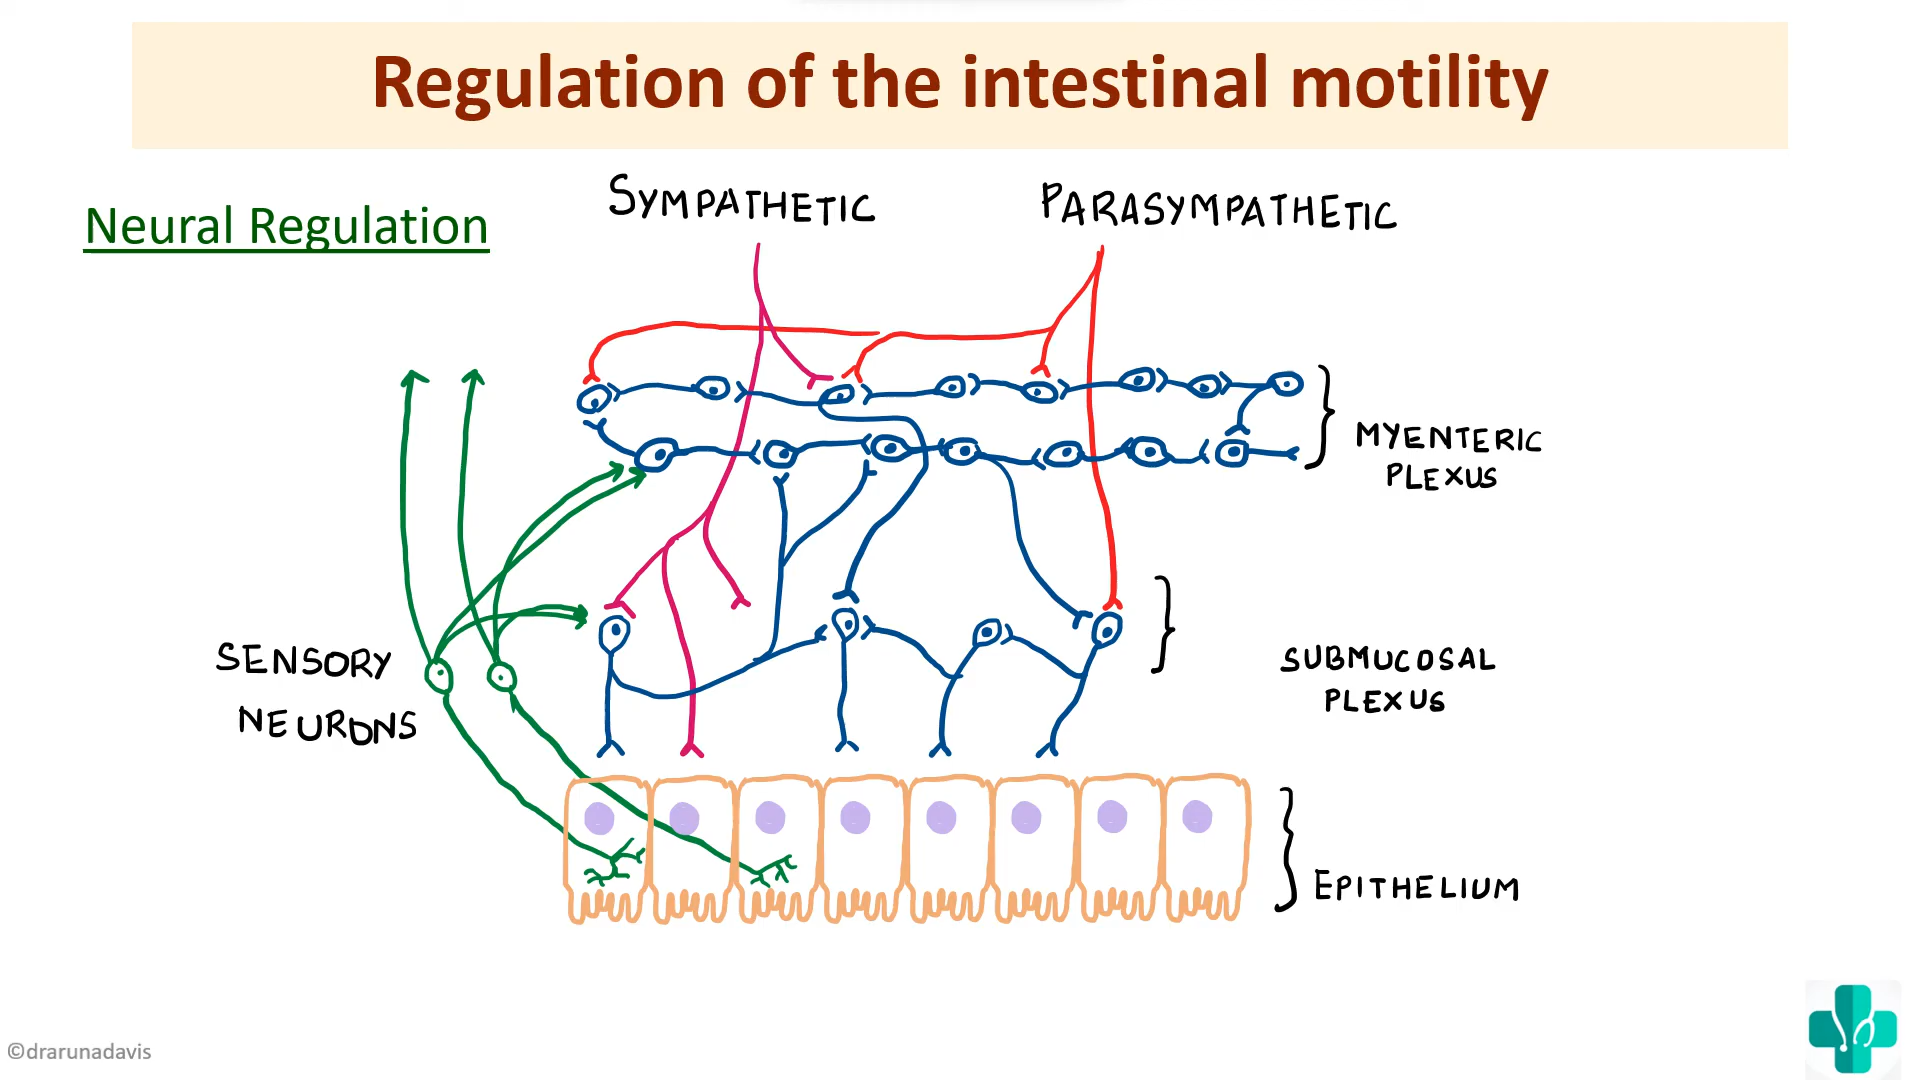 Regulation of the intestinal motility
Neural Regulation
SYMPATHETIC
PARASYMPATHETIC
MYENTERIC
PLEXUS
SENSORY
NEURONS
SUBMUCOSAL
PLEXUS
EPITHELIUM
©drarunadavis